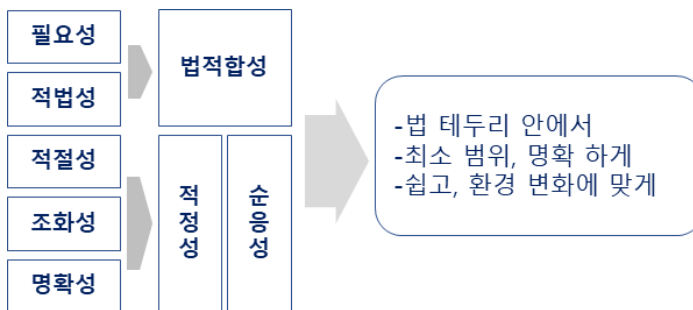 필요성
적법성
적절성
조화성
명확성
법적합성
적정성
순응성
-법 테두리 안에서
-최소 범위, 명확 하게
-쉽고, 환경 변화에 맞게